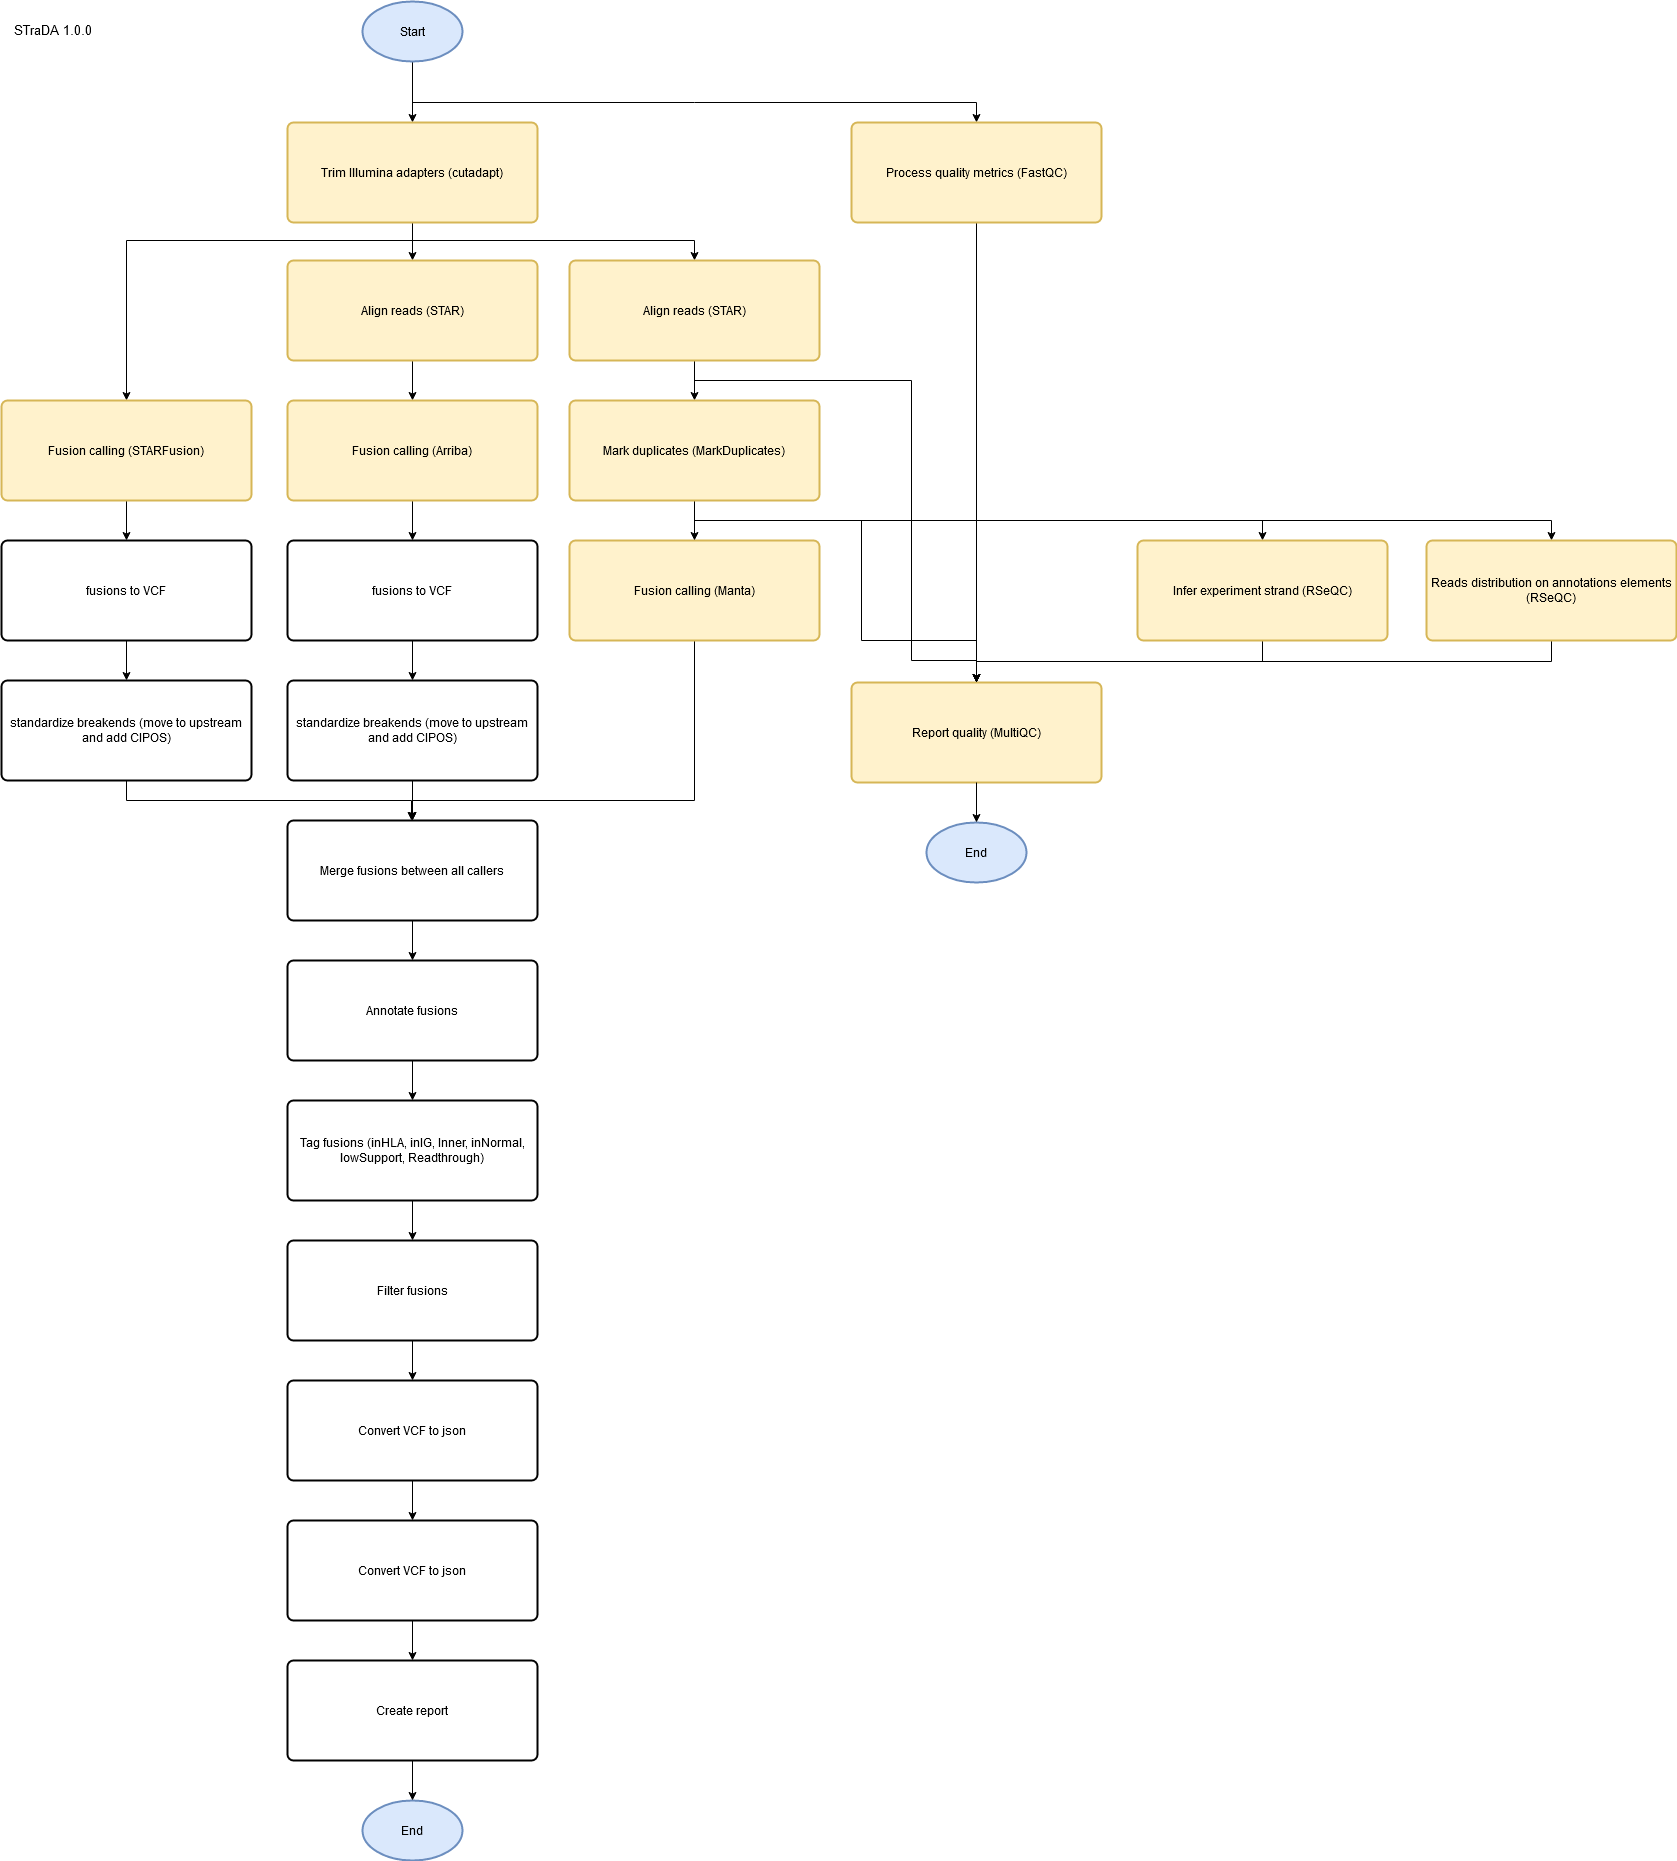 STraDA 1.0.0
Start
Trim Illumina adapters (cutadapt)
Process quality metrics (FastQC)
Align reads (STAR)
Align reads (STAR)
Fusion calling (STARFusion)
Fusion calling (Arriba)
Mark duplicates (MarkDuplicates)
fusions to VCF
fusions to VCF
Fusion calling (Manta)
Infer experiment strand (RSeQC)
Reads distribution on annotations elements
(RSeQC)
standardize breakends (move to upstream
and add CIPOS)
standardize breakends (move to upstream
and add CIPOS)
Report quality (MultiQC)
End
Merge fusions between all callers
Annotate fusions
Tag fusions (inHLA, inIG, Inner, inNormal,
lowSupport, Readthrough)
Filter fusions
Convert VCF to json
Convert VCF to json
Create report
End